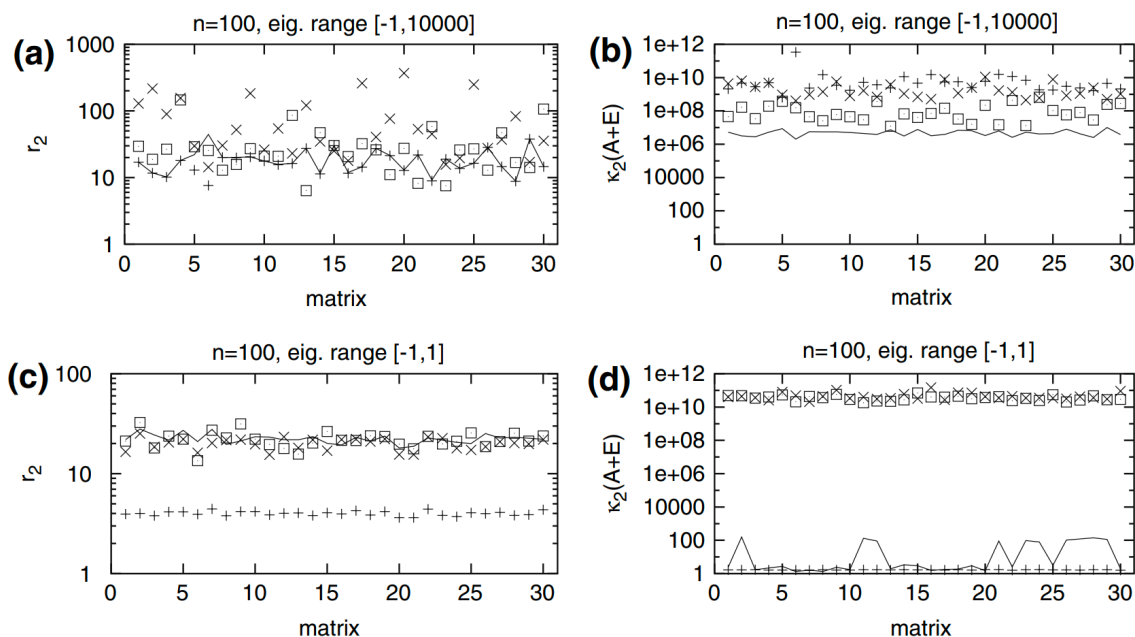 (a)
n=100, eig. range [-1,10000]
1000
100
10
1
r2
0 5 10 15 20 25 30
matrix
(b)
n=100, eig. range [-1,10000]
1e+12
1e+10
1e+08
1e+06
10000
100
1
κ2(A+E)
0 5 10 15 20 25 30
matrix
(c)
n=100, eig. range [-1,1]
100
10
1
r2
0 5 10 15 20 25 30
matrix
(d)
n=100, eig. range [-1,1]
1e+12
1e+10
1e+08
1e+06
10000
100
1
κ2(A+E)
0 5 10 15 20 25 30
matrix